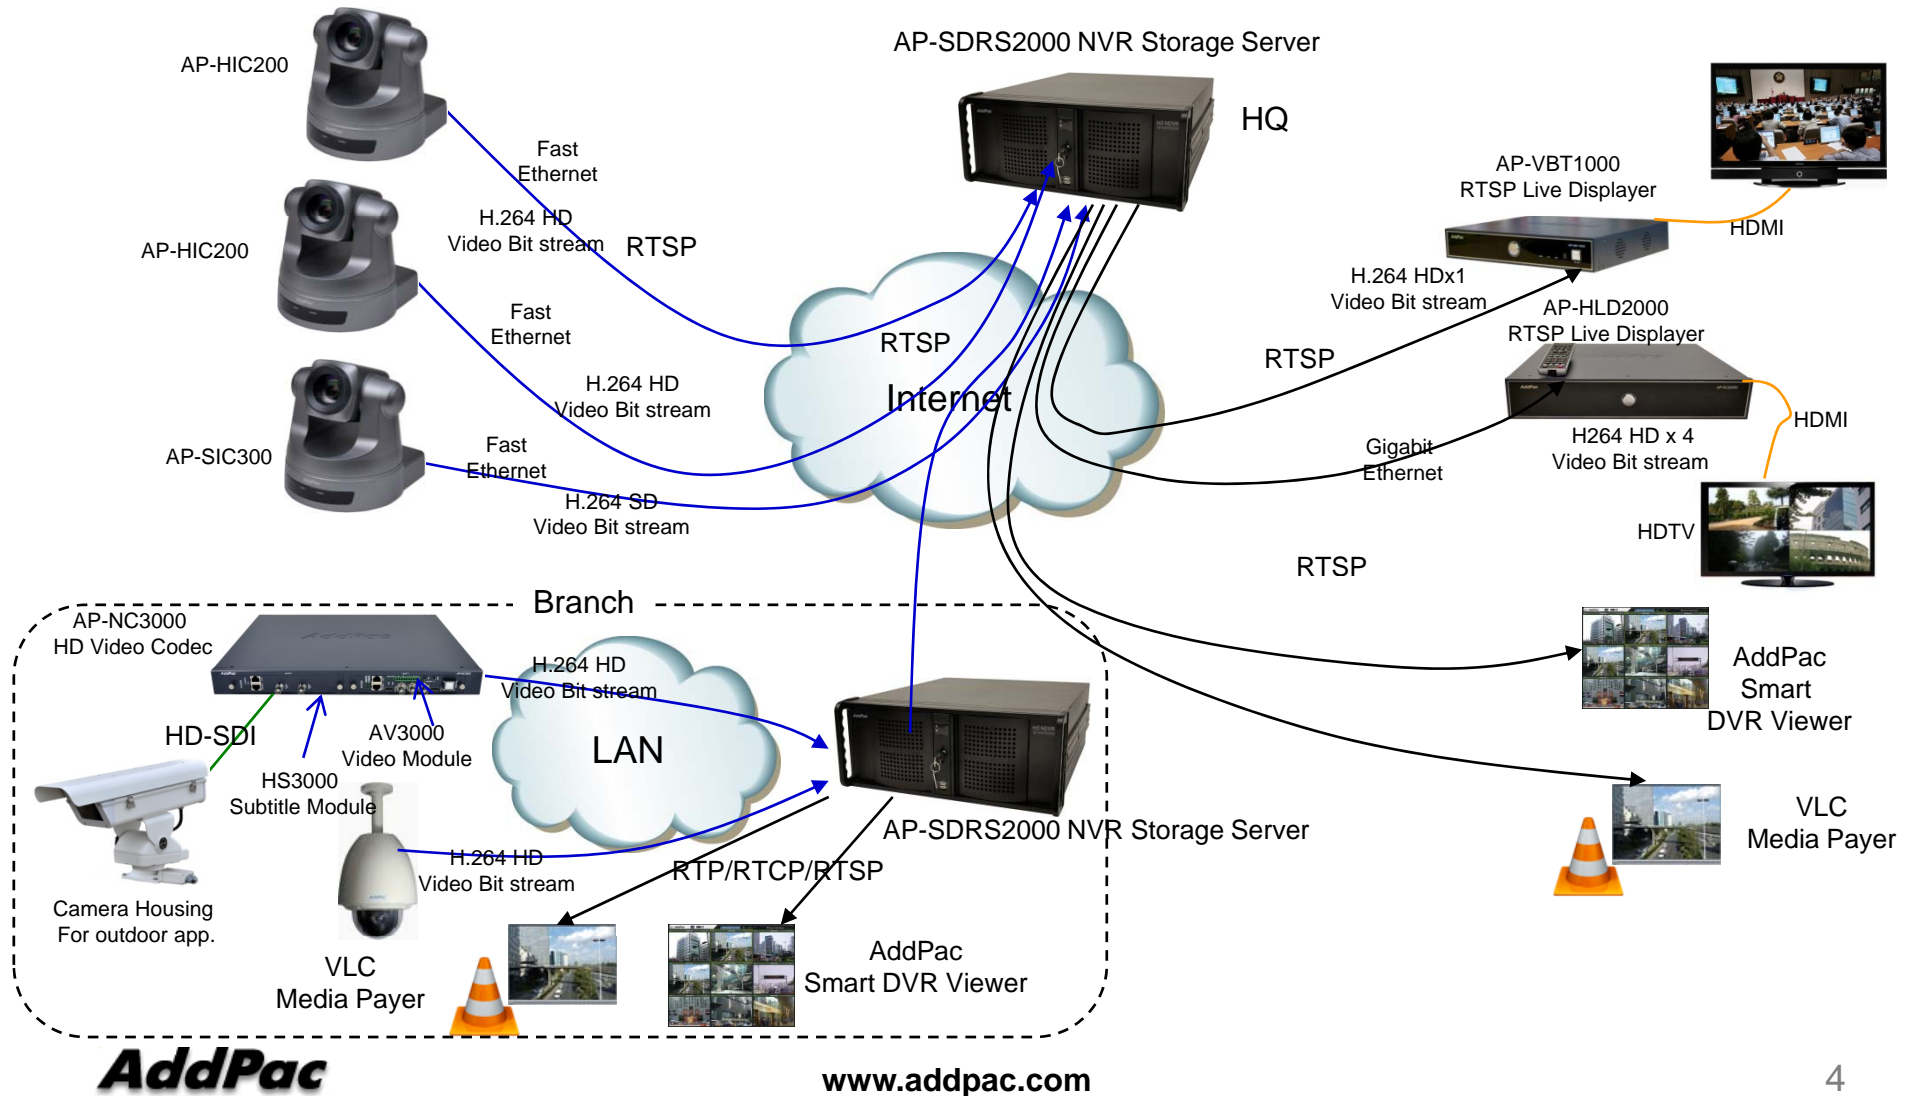 AP-SDRS2000 NVR Storage Server
HQ
AP-HIC200
Fast
Ethernet
H.264 HD
Video Bit stream
RTSP
AP-HIC200
Fast
Ethernet
H.264 HD
Video Bit stream
AP-SIC300
Fast
Ethernet
H.264 SD
Video Bit stream
RTSP
Internet
AP-VBT1000
RTSP Live Displayer
HDMI
H.264 HDx1
Video Bit stream
AP-HLD2000
RTSP Live Displayer
RTSP
HDMI
Gigabit
Ethernet
H264 HD x 4
Video Bit stream
HDTV
RTSP
AddPac
Smart
DVR Viewer
VLC
Media Payer
Branch
AP-NC3000
HD Video Codec
AddPac
H.264 HD
Video Bit stream
HD-SDI
AV3000
Video Module
HS3000
Subtitle Module
LAN
AP-SDRS2000 NVR Storage Server
H.264 HD
Video Bit stream
RTP/RTCP/RTSP
Camera Housing
For outdoor app.
VLC
Media Payer
AddPac
Smart DVR Viewer
AddPac
www.addpac.com
4